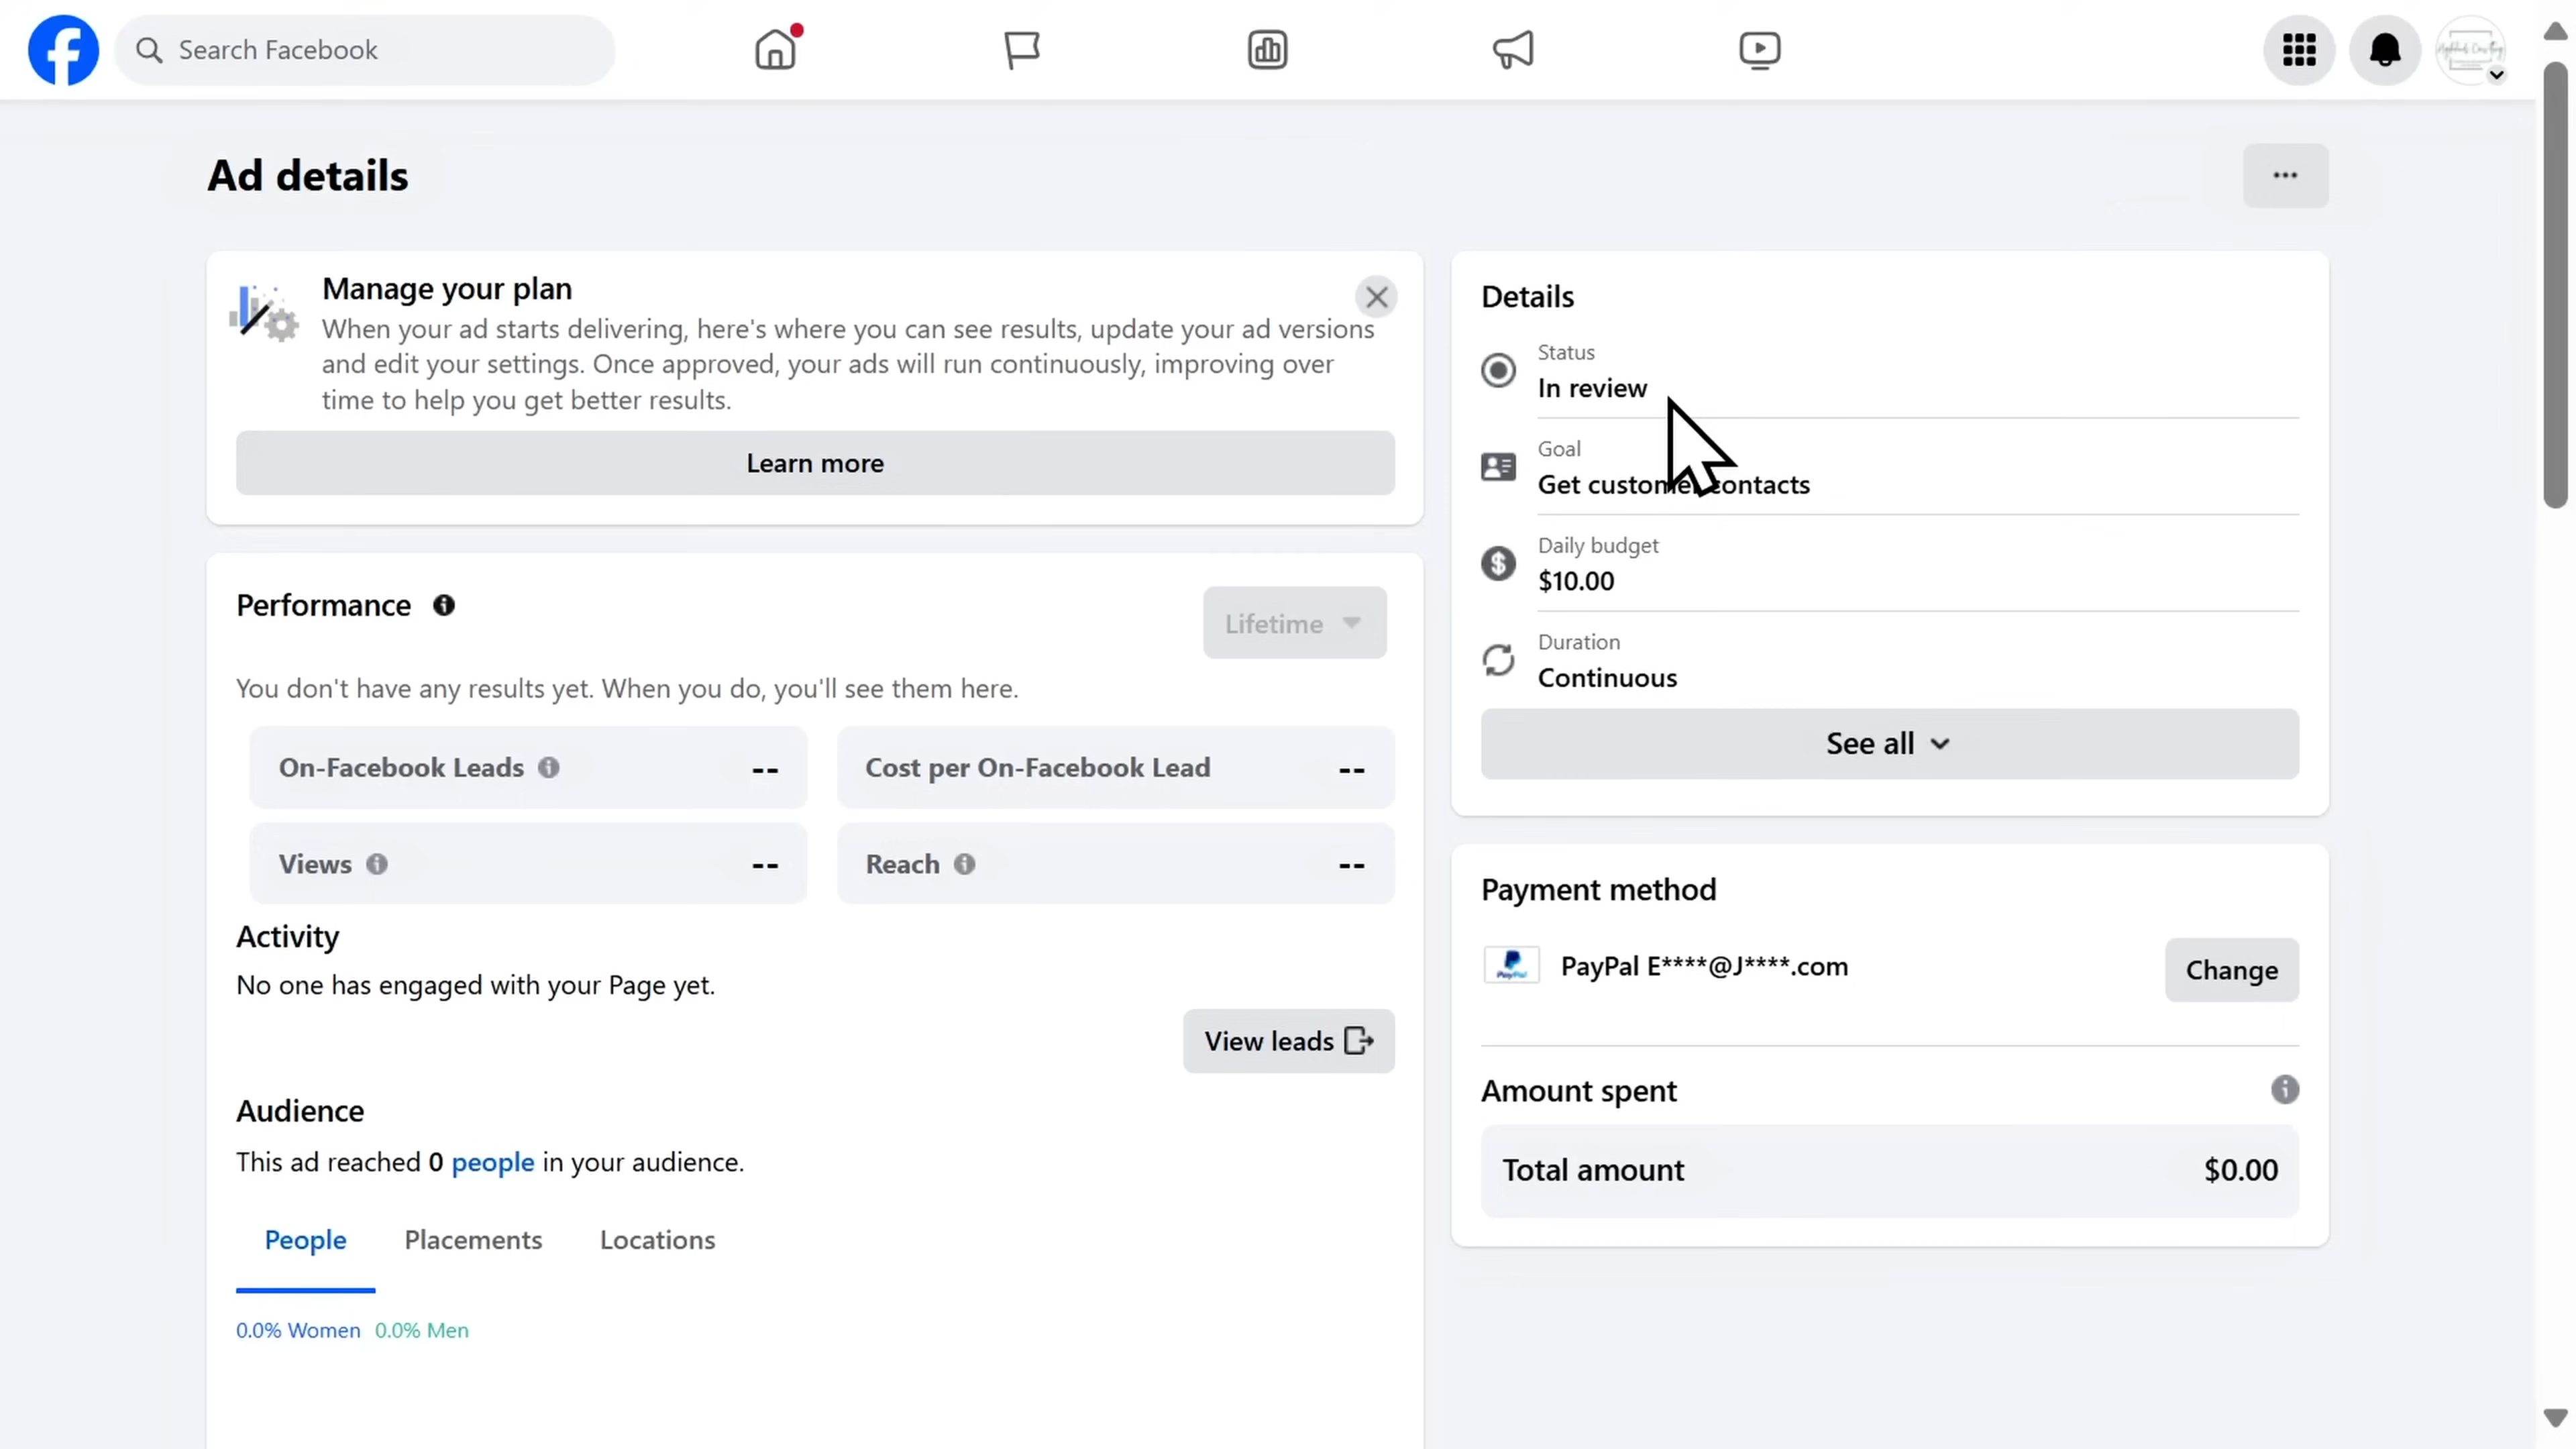 Search Facebook
Ad details
...
Manage your plan
When your ad starts delivering, here's where you can see results, update your ad versions
and edit your settings. Once approved, your ads will run continuously, improving over
time to help you get better results.
Learn more
Performance
Lifetime
You don't have any results yet. When you do, you'll see them here.
On-Facebook Leads --
Cost per On-Facebook Lead --
Views --
Reach --
Activity
No one has engaged with your Page yet.
View leads
Audience
This ad reached 0 people in your audience.
People Placements Locations
0.0% Women 0.0% Men
Details
Status
In review
Goal
Get customer contacts
Daily budget
$10.00
Duration
Continuous
See all
Payment method
PayPal
PayPal E****@J****.com
Change
Amount spent
Total amount $0.00